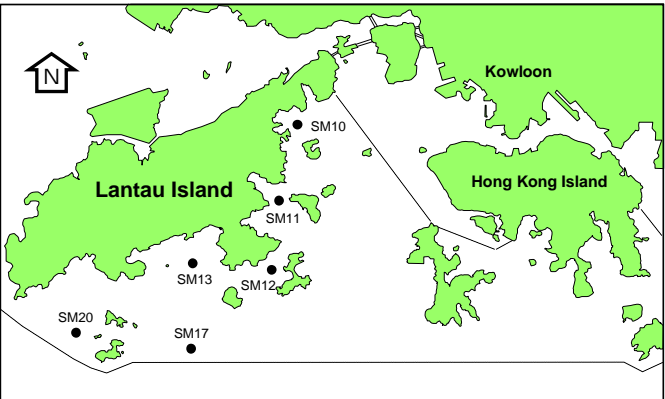 N
Kowloon
SM10
Hong Kong Island
Lantau Island
SM11
SM13
SM12
SM20
SM17